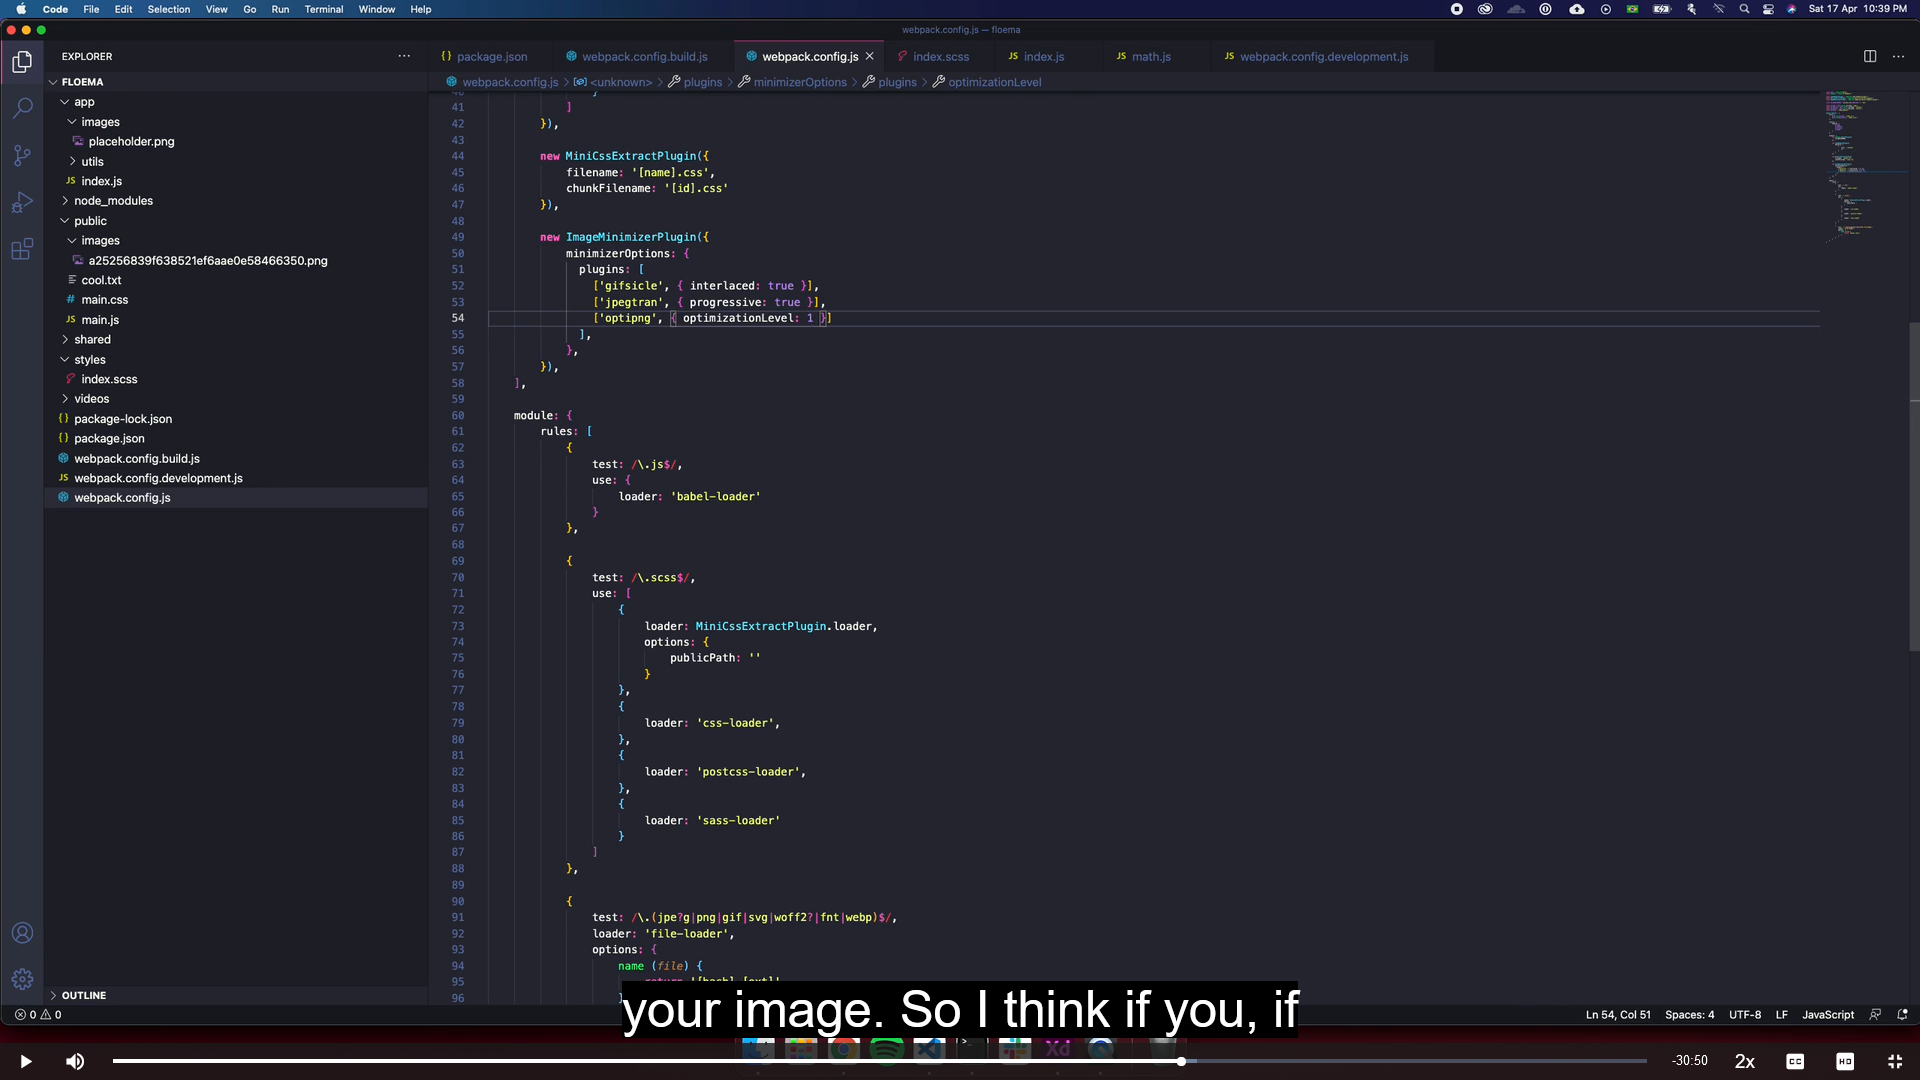 Code File Edit Selection View Go Run Terminal Window Help
Sat 17 Apr 10:39 PM
webpack.config.js — floema
EXPLORER
FLOEMA
app
images
placeholder.png
utils
JS index.js
node_modules
public
images
a25256839f638521ef6aae0e58466350.png
cool.txt
# main.css
JS main.js
shared
styles
index.scss
videos
{} package-lock.json
{} package.json
webpack.config.build.js
JS webpack.config.development.js
webpack.config.js
OUTLINE
{} package.json
webpack.config.build.js
webpack.config.js
index.scss
JS index.js
JS math.js
JS webpack.config.development.js
webpack.config.js > <unknown> > plugins > minimizerOptions > plugins > optimizationLevel
40 }
41 ]
42 }),
43
44 new MiniCssExtractPlugin({
45 filename: '[name].css',
46 chunkFilename: '[id].css'
47 }),
48
49 new ImageMinimizerPlugin({
50 minimizerOptions: {
51 plugins: [
52 ['gifsicle', { interlaced: true }],
53 ['jpegtran', { progressive: true }],
54 ['optipng', { optimizationLevel: 1 }]
55 ],
56 },
57 }),
58 ],
59
60 module: {
61 rules: [
62 {
63 test: /\.js$/,
64 use: {
65 loader: 'babel-loader'
66 }
67 },
68
69 {
70 test: /\.scss$/,
71 use: [
72 {
73 loader: MiniCssExtractPlugin.loader,
74 options: {
75 publicPath: ''
76 }
77 },
78 {
79 loader: 'css-loader',
80 },
81 {
82 loader: 'postcss-loader',
83 },
84 {
85 loader: 'sass-loader'
86 }
87 ]
88 },
89
90 {
91 test: /\.(jpe?g|png|gif|svg|woff2?|fnt|webp)$/,
92 loader: 'file-loader',
93 options: {
94 name (file) {
95
96
your image. So I think if you, if
0 0
Ln 54, Col 51 Spaces: 4 UTF-8 LF JavaScript
Xd
-30:50 2x CC HD